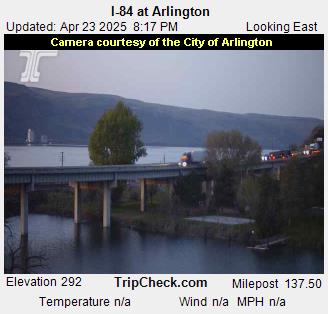 I-84 at Arlington
Updated: Apr 23 2025 8:17 PM Looking East
Camera courtesy of the City of Arlington
Elevation 292 TripCheck.com Milepost 137.50
Temperature n/a Wind n/a MPH n/a